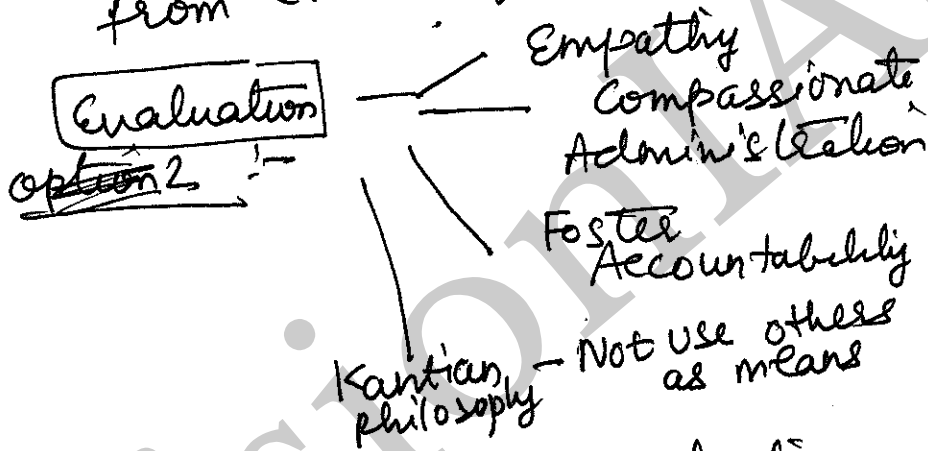 from
Empathy
Evaluation
Compassionate
Administration
option 2 :-
Foster
Accountability
Kantian philosophy - Not use others
as means